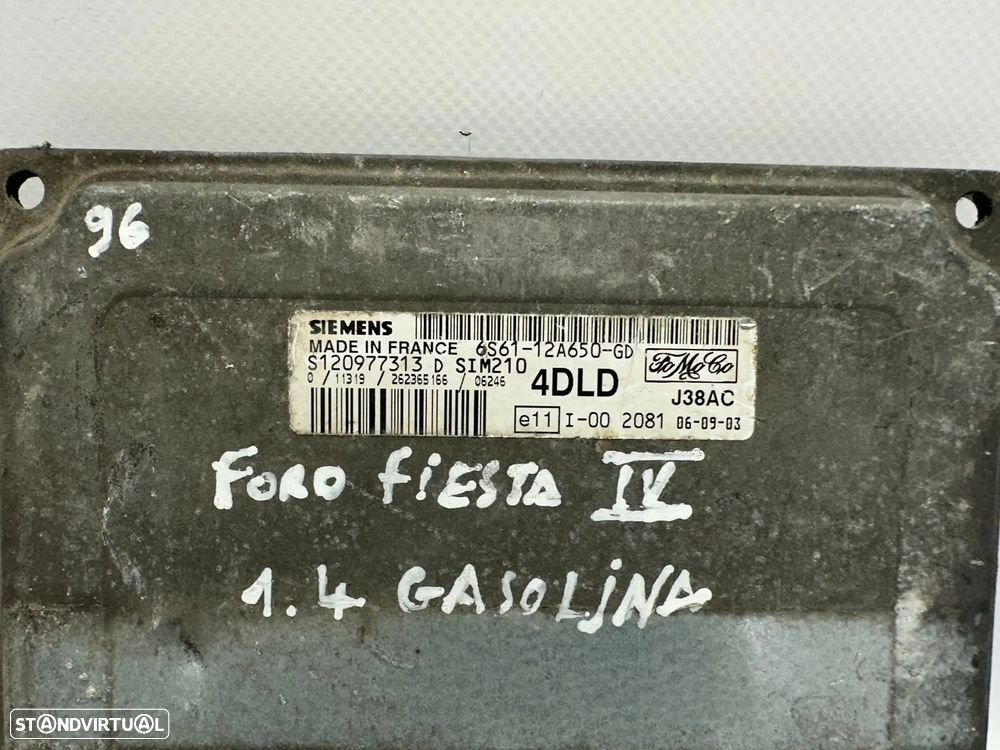 96
SIEMENS
MADE IN FRANCE 6S61-12A650-GD
S120977313 D SIM210
0 / 11319 / 262365166 / 06246
4DLD
FoMoCo
J38AC
e11 I-00 2081 06-09-03
FORD FIESTA IV
1.4 GASOLINA
STANDVIRTUAL